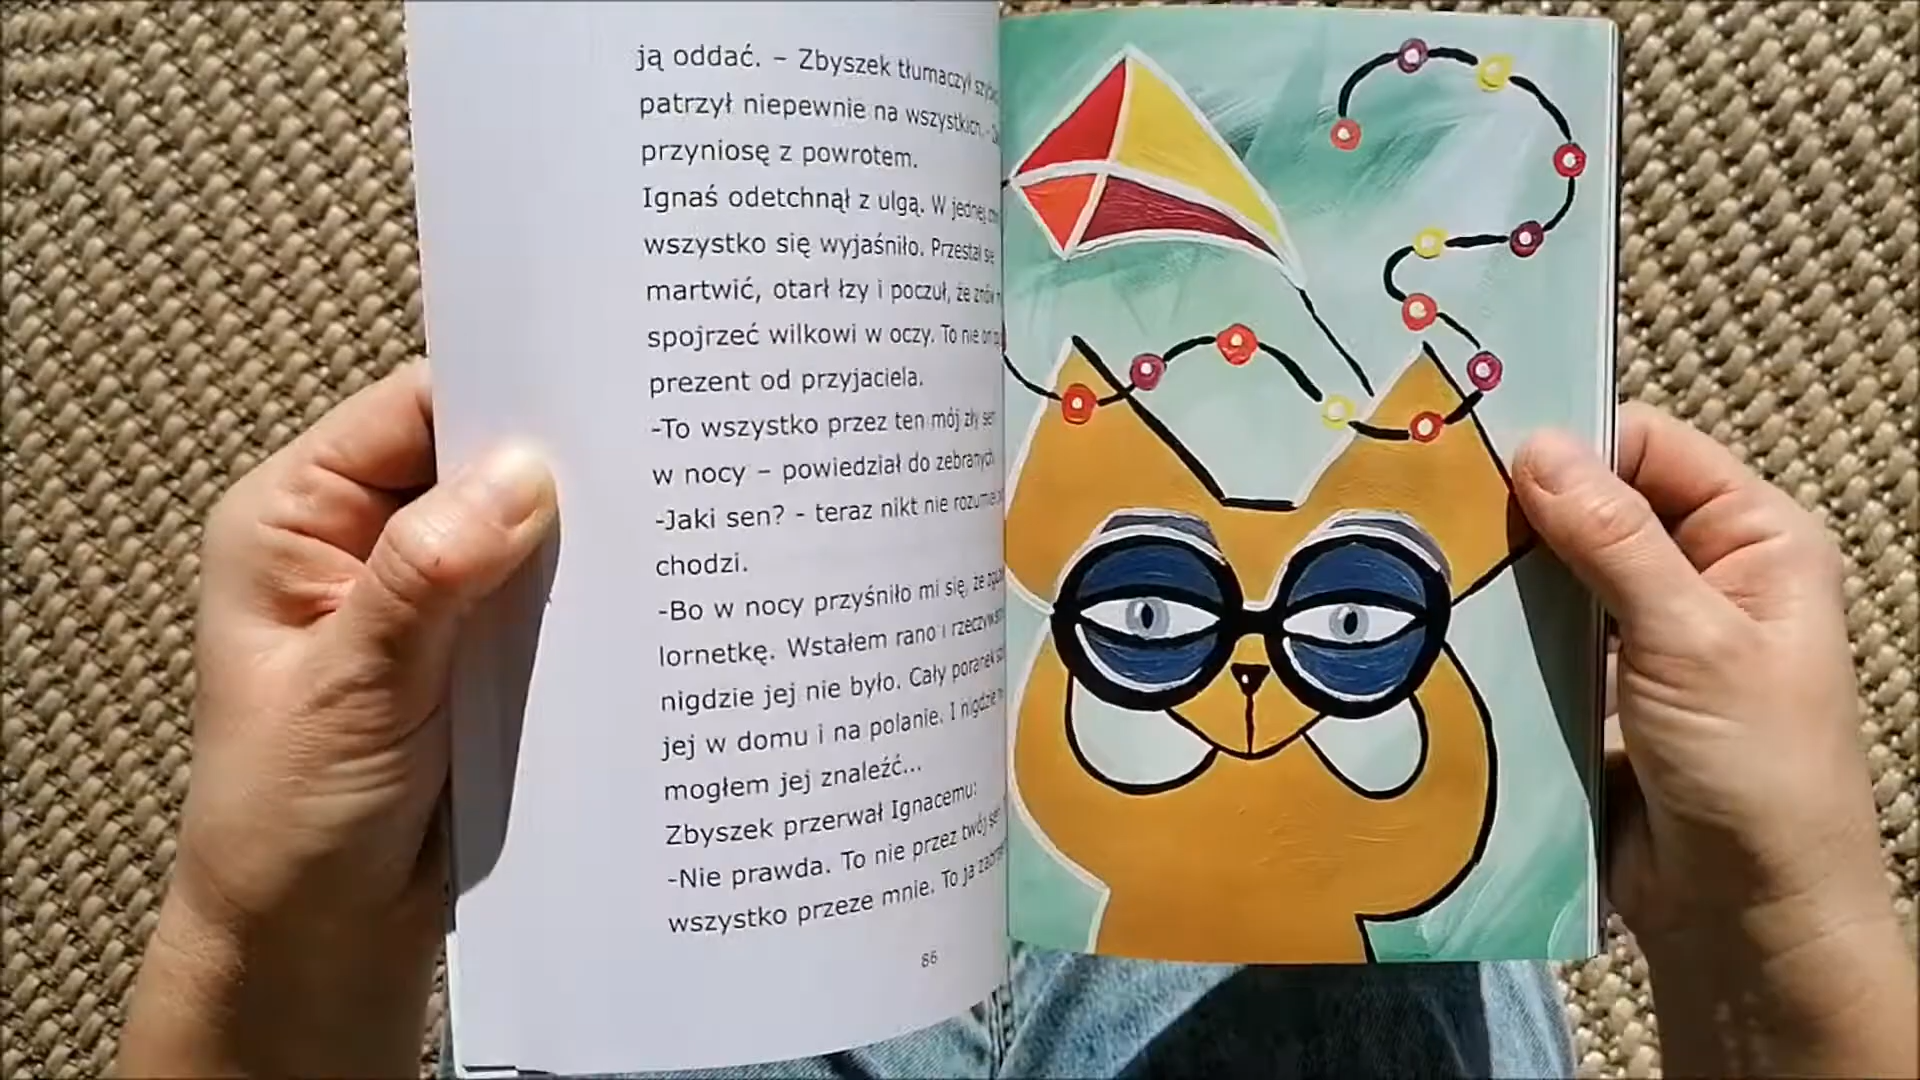 ją oddać. – Zbyszek tłumaczył
patrzył niepewnie na wszystkich. -
przyniosę z powrotem.
Ignaś odetchnął z ulgą. W jednej
wszystko się wyjaśniło. Przestał się
martwić, otarł łzy i poczuł, że znów
spojrzeć wilkowi w oczy. To nie on
prezent od przyjaciela.
-To wszystko przez ten mój zły sen
w nocy – powiedział do zebranych.
-Jaki sen? - teraz nikt nie rozumiał
chodzi.
-Bo w nocy przyśniło mi się, że
lornetkę. Wstałem rano i rzeczywiście
nigdzie jej nie było. Cały poranek
jej w domu i na polanie. I nigdzie
mogłem jej znaleźć...
Zbyszek przerwał Ignacemu:
-Nie prawda. To nie przez twój sen
wszystko przeze mnie. To ja
86